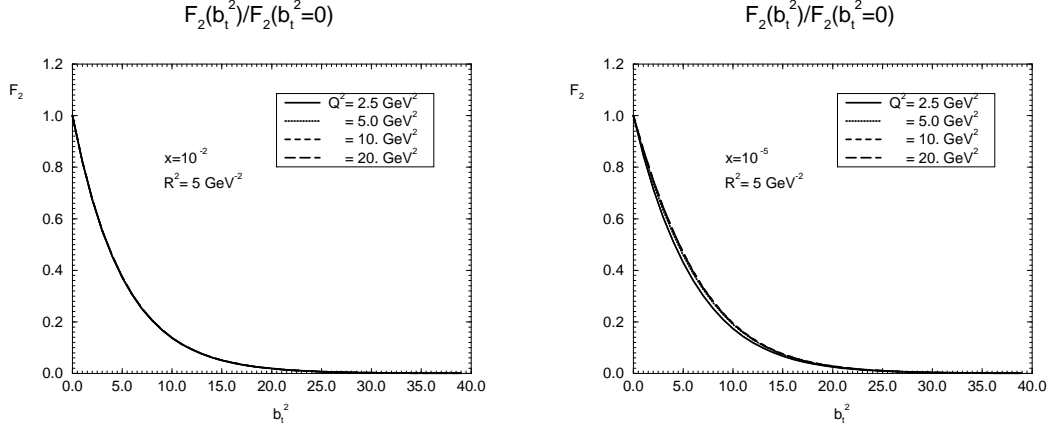 F₂(bₜ²)/F₂(bₜ²=0)
F₂
1.2
1.0
0.8
0.6
0.4
0.2
0.0
Q²= 2.5 GeV²
= 5.0 GeV²
= 10. GeV²
= 20. GeV²
x=10⁻²
R²= 5 GeV⁻²
0.0 5.0 10.0 15.0 20.0 25.0 30.0 35.0 40.0
bₜ²
F₂(bₜ²)/F₂(bₜ²=0)
F₂
1.2
1.0
0.8
0.6
0.4
0.2
0.0
Q²= 2.5 GeV²
= 5.0 GeV²
= 10. GeV²
= 20. GeV²
x=10⁻⁵
R²= 5 GeV⁻²
0.0 5.0 10.0 15.0 20.0 25.0 30.0 35.0 40.0
bₜ²